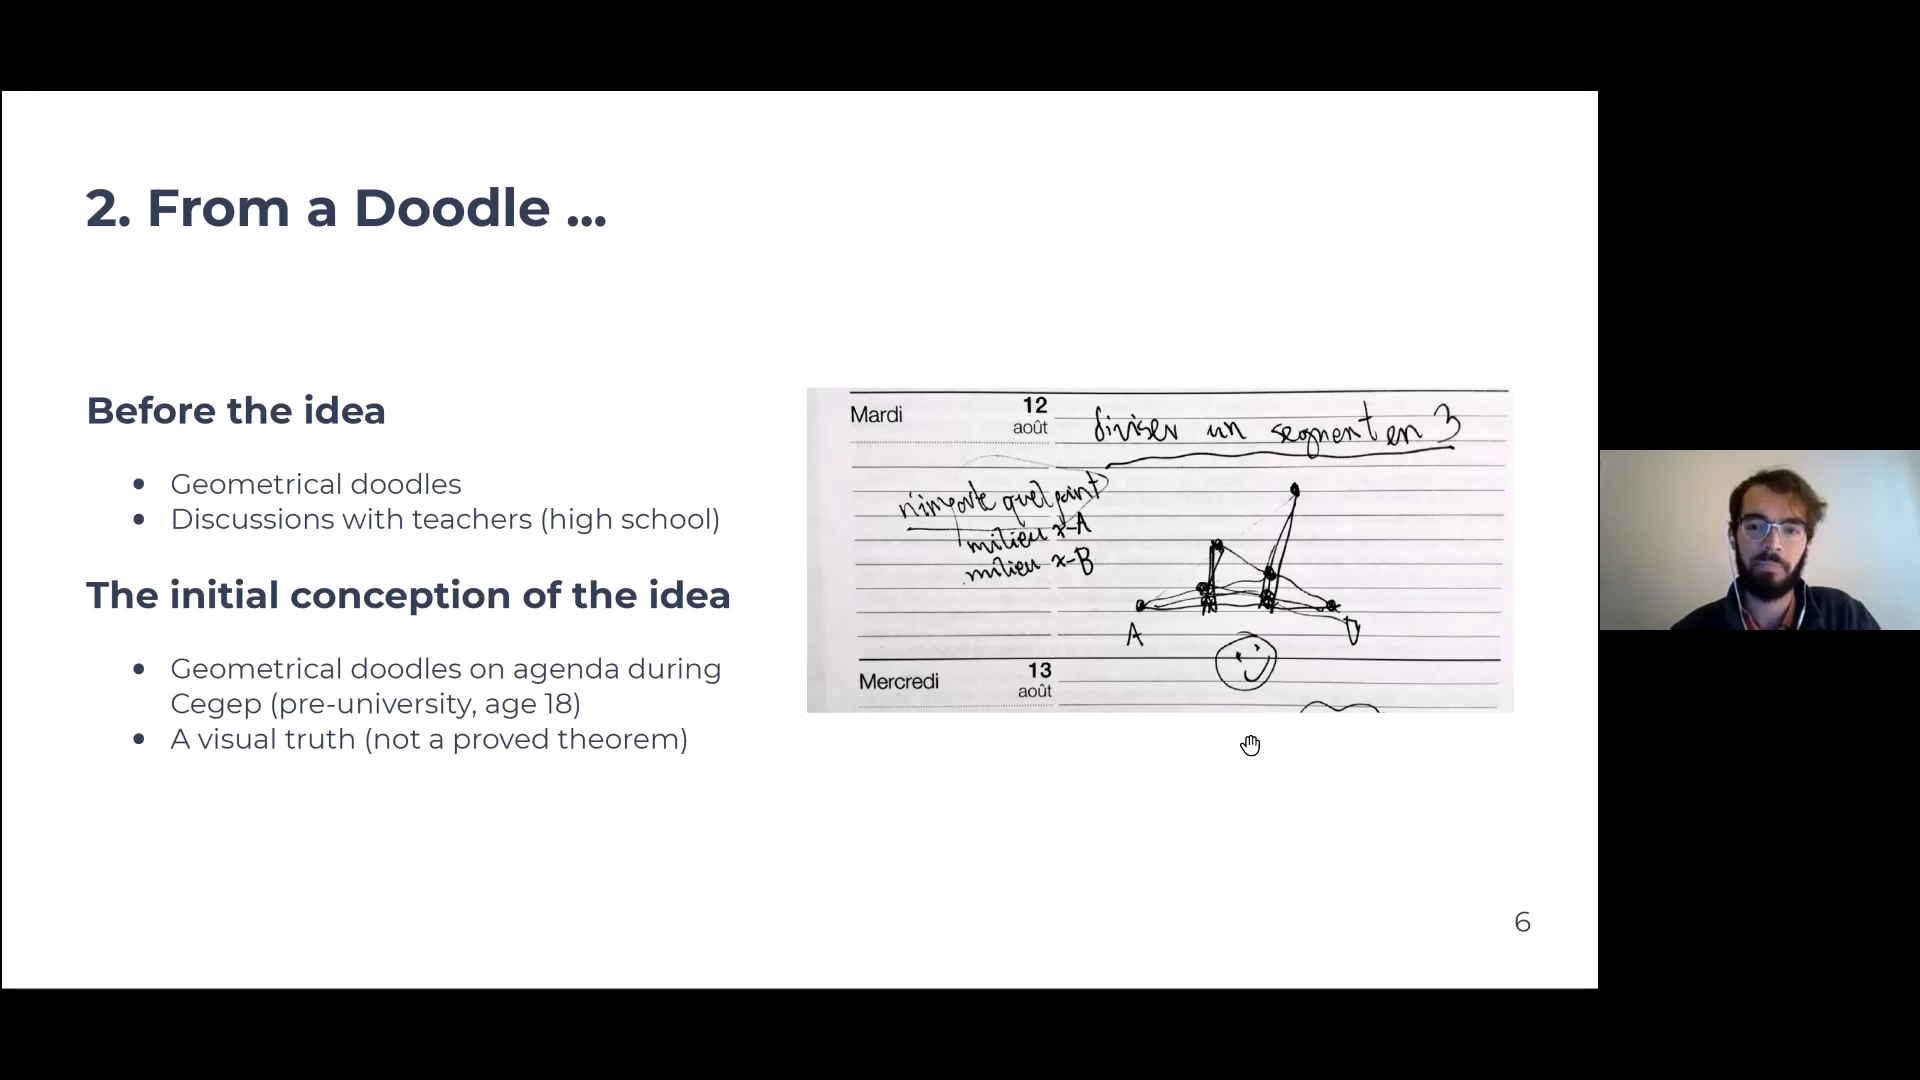 2. From a Doodle ...
Before the idea
● Geometrical doodles
● Discussions with teachers (high school)
The initial conception of the idea
● Geometrical doodles on agenda during
Cegep (pre-university, age 18)
● A visual truth (not a proved theorem)
Mardi
12
août
diviser un segment en 3
n'importe quel point
milieu x-A
milieu x-B
A
Mercredi
13
août
6